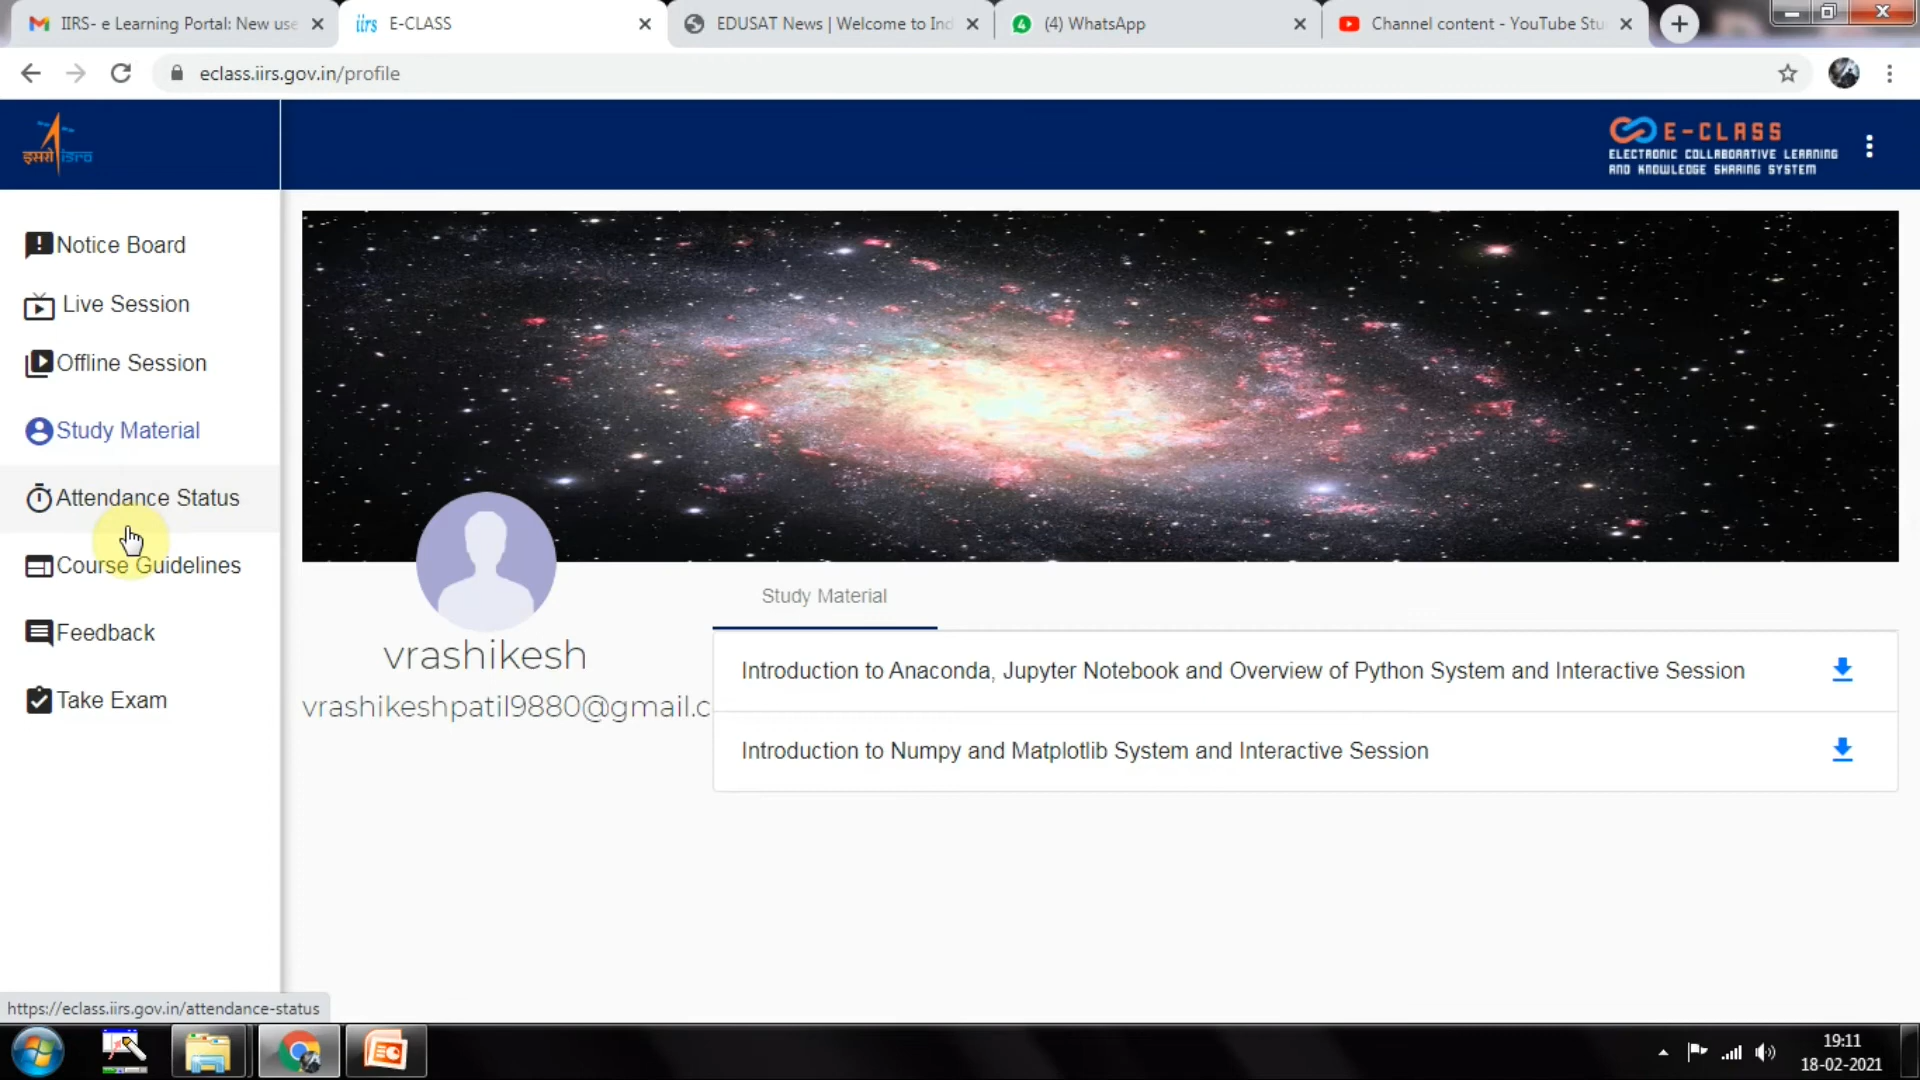 IIRS- e Learning Portal: New use
E-CLASS
EDUSAT News | Welcome to Ind
4
(4) WhatsApp
Channel content - YouTube Stu
eclass.iirs.gov.in/profile
इसरो isro
E-CLASS
ELECTRONIC COLLABORATIVE LEARNING
AND KNOWLEDGE SHARING SYSTEM
Notice Board
Live Session
Offline Session
Study Material
Attendance Status
Course Guidelines
Feedback
Take Exam
vrashikesh
vrashikeshpatil9880@gmail.c
Study Material
Introduction to Anaconda, Jupyter Notebook and Overview of Python System and Interactive Session
Introduction to Numpy and Matplotlib System and Interactive Session
https://eclass.iirs.gov.in/attendance-status
19:11
18-02-2021